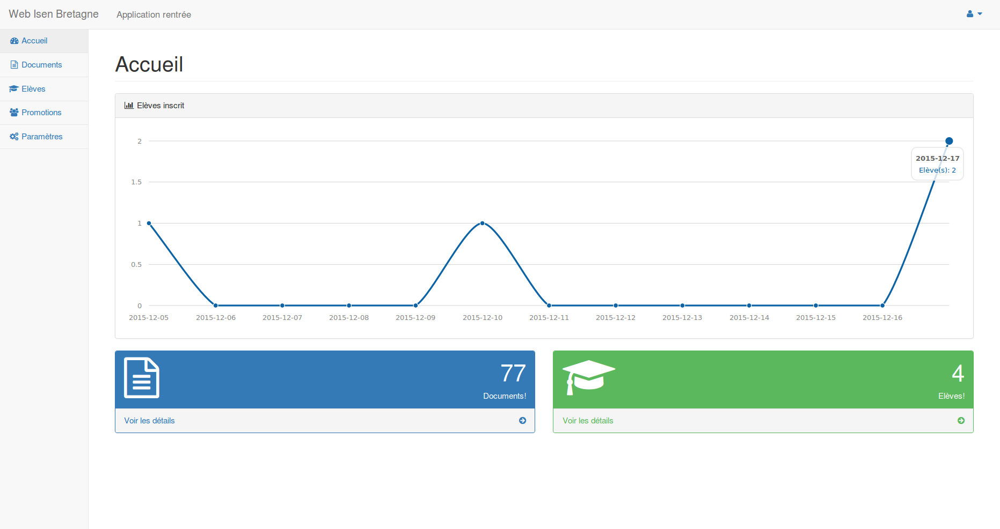 Web Isen Bretagne Application rentrée
Accueil
Documents
Elèves
Promotions
Paramètres
Accueil
Elèves inscrit
2
1.5
1
0.5
0
2015-12-17
Elève(s): 2
2015-12-05 2015-12-06 2015-12-07 2015-12-08 2015-12-09 2015-12-10 2015-12-11 2015-12-12 2015-12-13 2015-12-14 2015-12-15 2015-12-16
77
Documents!
Voir les détails
4
Elèves!
Voir les détails